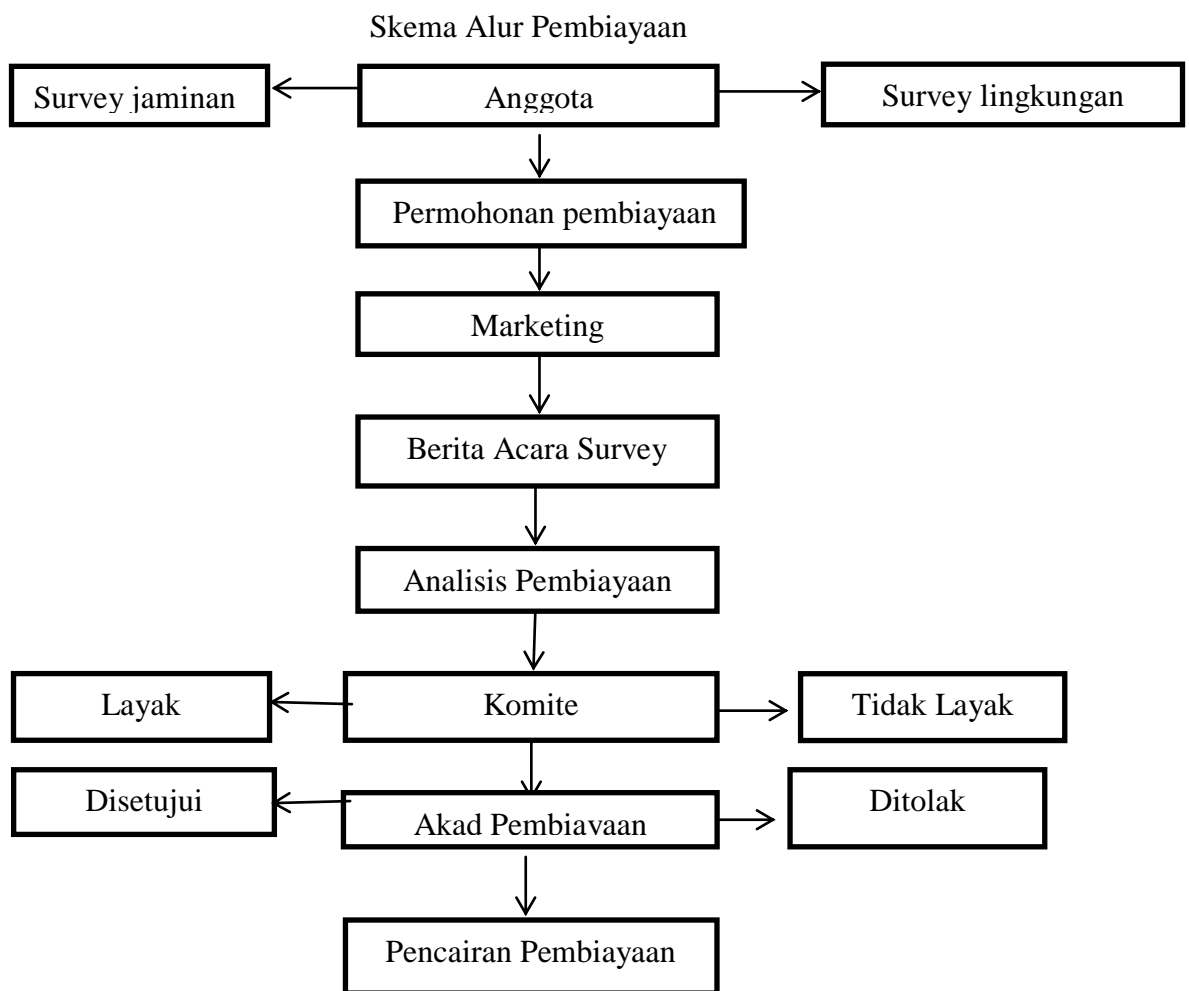 Skema Alur Pembiayaan
Survey jaminan
Anggota
Survey lingkungan
Permohonan pembiayaan
Marketing
Berita Acara Survey
Analisis Pembiayaan
Layak
Komite
Tidak Layak
Disetujui
Akad Pembiayaan
Ditolak
Pencairan Pembiayaan